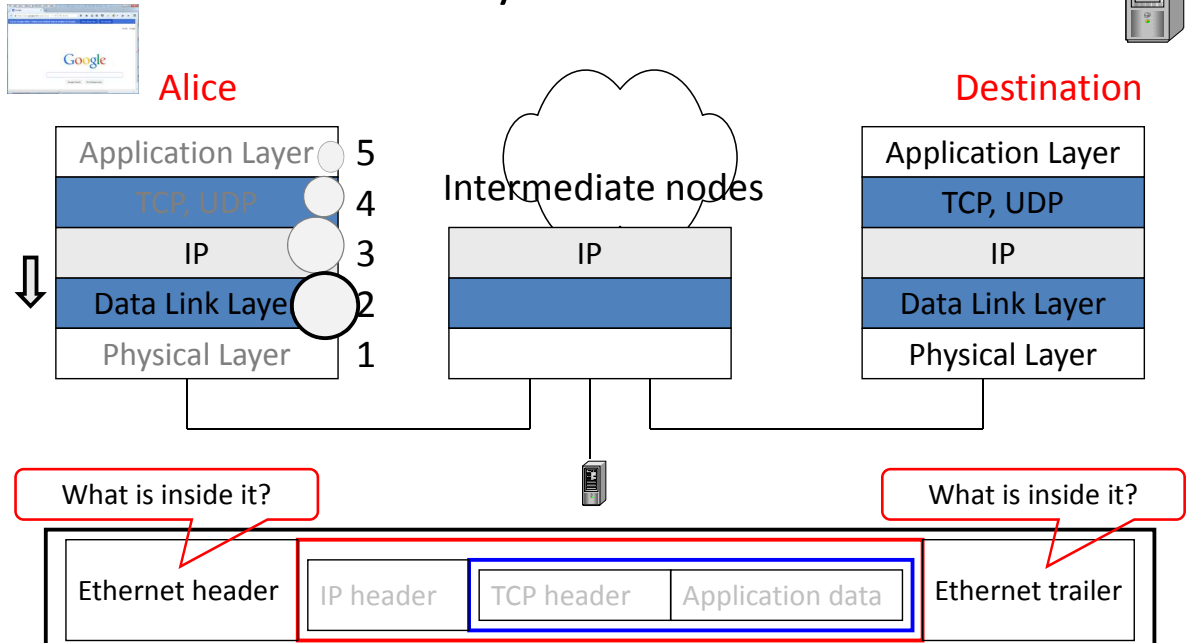 Google
Alice
Destination
Application Layer 5
TCP, UDP 4
IP 3
Data Link Laye 2
Physical Layer 1
Intermediate nodes
IP
Application Layer
TCP, UDP
IP
Data Link Layer
Physical Layer
What is inside it?
What is inside it?
Ethernet header
IP header
TCP header
Application data
Ethernet trailer